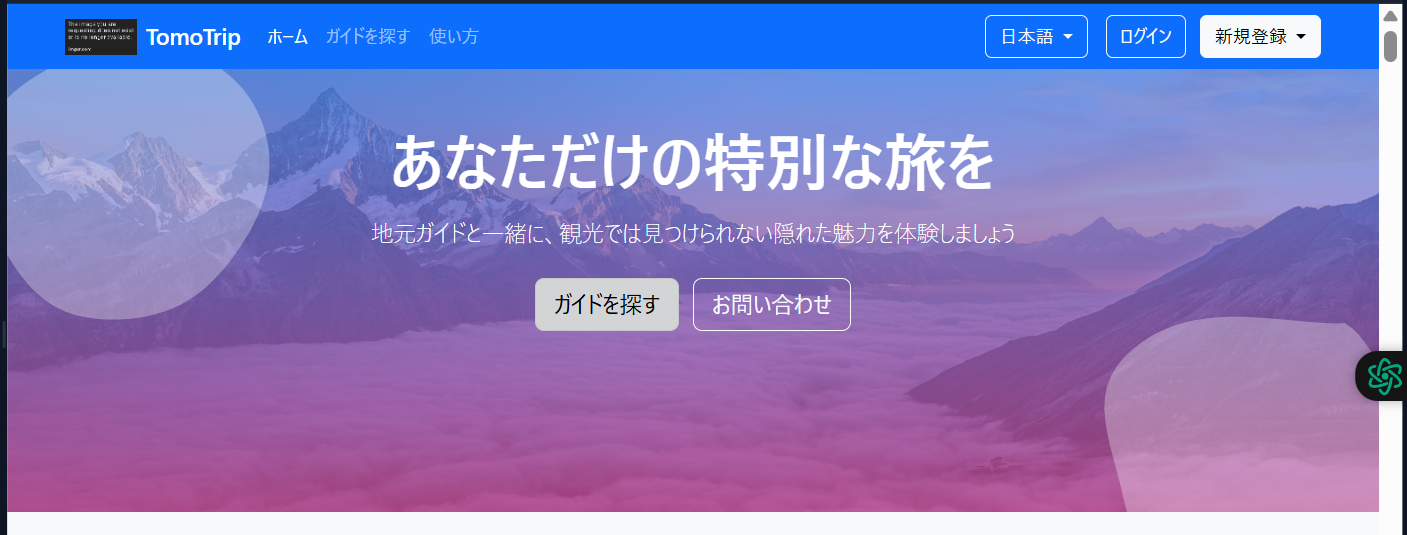 The image you are
requesting does not exist
or is no longer available.
imgur.com
TomoTrip
ホーム
ガイドを探す
使い方
日本語
ログイン
新規登録
あなただけの特別な旅を
地元ガイドと一緒に、観光では見つけられない隠れた魅力を体験しましょう
ガイドを探す
お問い合わせ